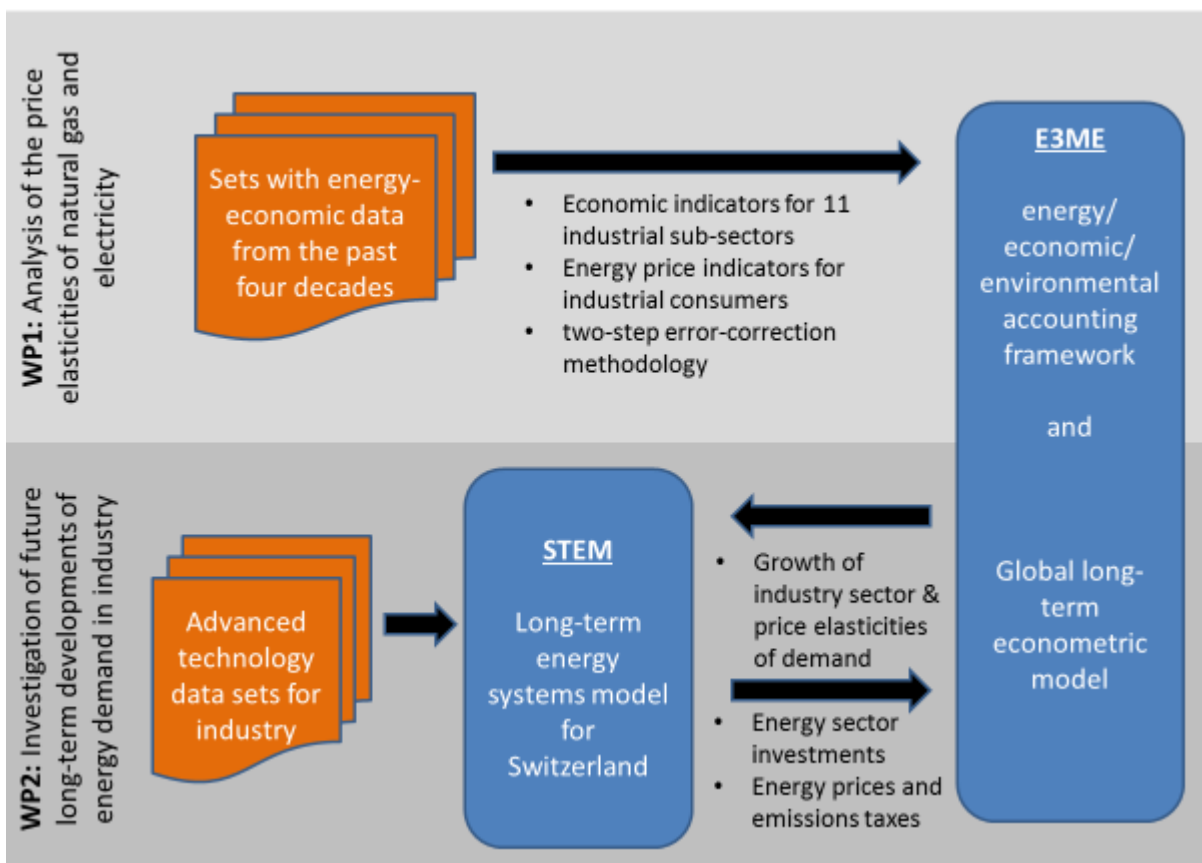 WP1: Analysis of the price
elasticities of natural gas and
electricity
Sets with energy-
economic data
from the past
four decades
• Economic indicators for 11
industrial sub-sectors
• Energy price indicators for
industrial consumers
• two-step error-correction
methodology
E3ME
energy/
economic/
environmental
accounting
framework
and
Global long-
term
econometric
model
WP2: Investigation of future
long-term developments of
energy demand in industry
Advanced
technology
data sets for
industry
STEM
Long-term
energy
systems model
for
Switzerland
• Growth of
industry sector &
price elasticities
of demand
• Energy sector
investments
• Energy prices and
emissions taxes